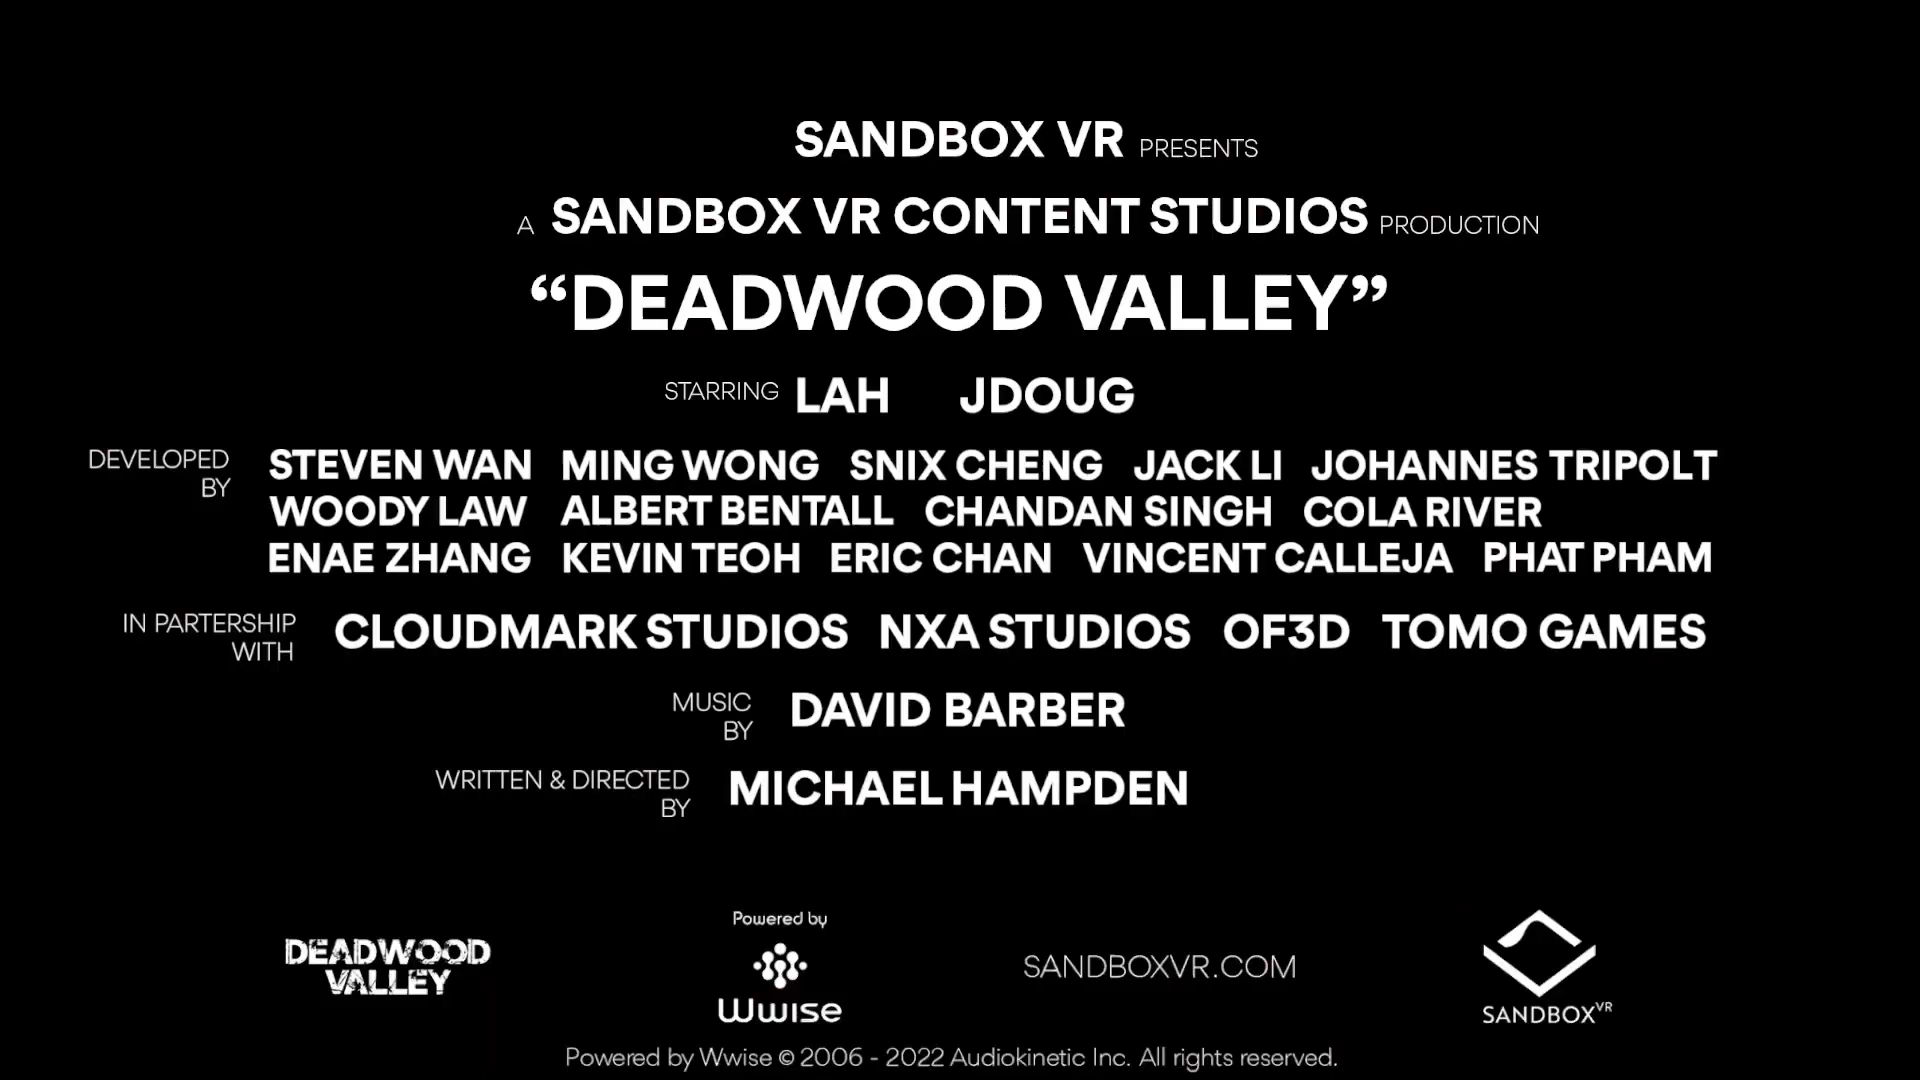 SANDBOX VR PRESENTS
A SANDBOX VR CONTENT STUDIOS PRODUCTION
“DEADWOOD VALLEY”
STARRING LAH JDOUG
DEVELOPED BY
STEVEN WAN MING WONG SNIX CHENG JACK LI JOHANNES TRIPOLT
WOODY LAW ALBERT BENTALL CHANDAN SINGH COLA RIVER
ENAE ZHANG KEVIN TEOH ERIC CHAN VINCENT CALLEJA PHAT PHAM
IN PARTERSHIP WITH
CLOUDMARK STUDIOS NXA STUDIOS OF3D TOMO GAMES
MUSIC BY
DAVID BARBER
WRITTEN & DIRECTED BY
MICHAEL HAMPDEN
DEADWOOD
VALLEY
Powered by
Wwise
SANDBOXVR.COM
SANDBOX VR
Powered by Wwise © 2006 - 2022 Audiokinetic Inc. All rights reserved.